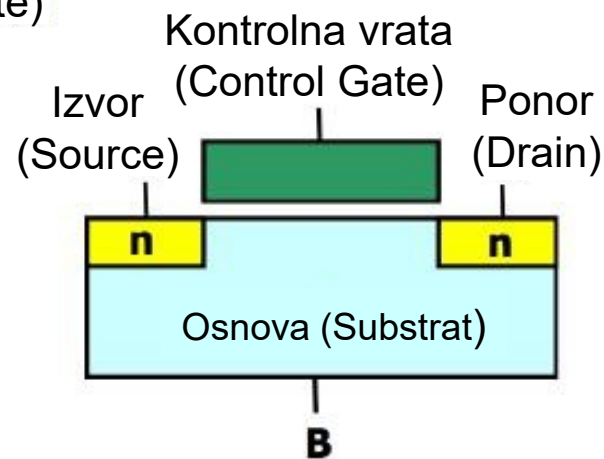 te)
Kontrolna vrata
(Control Gate)
Izvor
(Source)
Ponor
(Drain)
n
n
Osnova (Substrat)
B